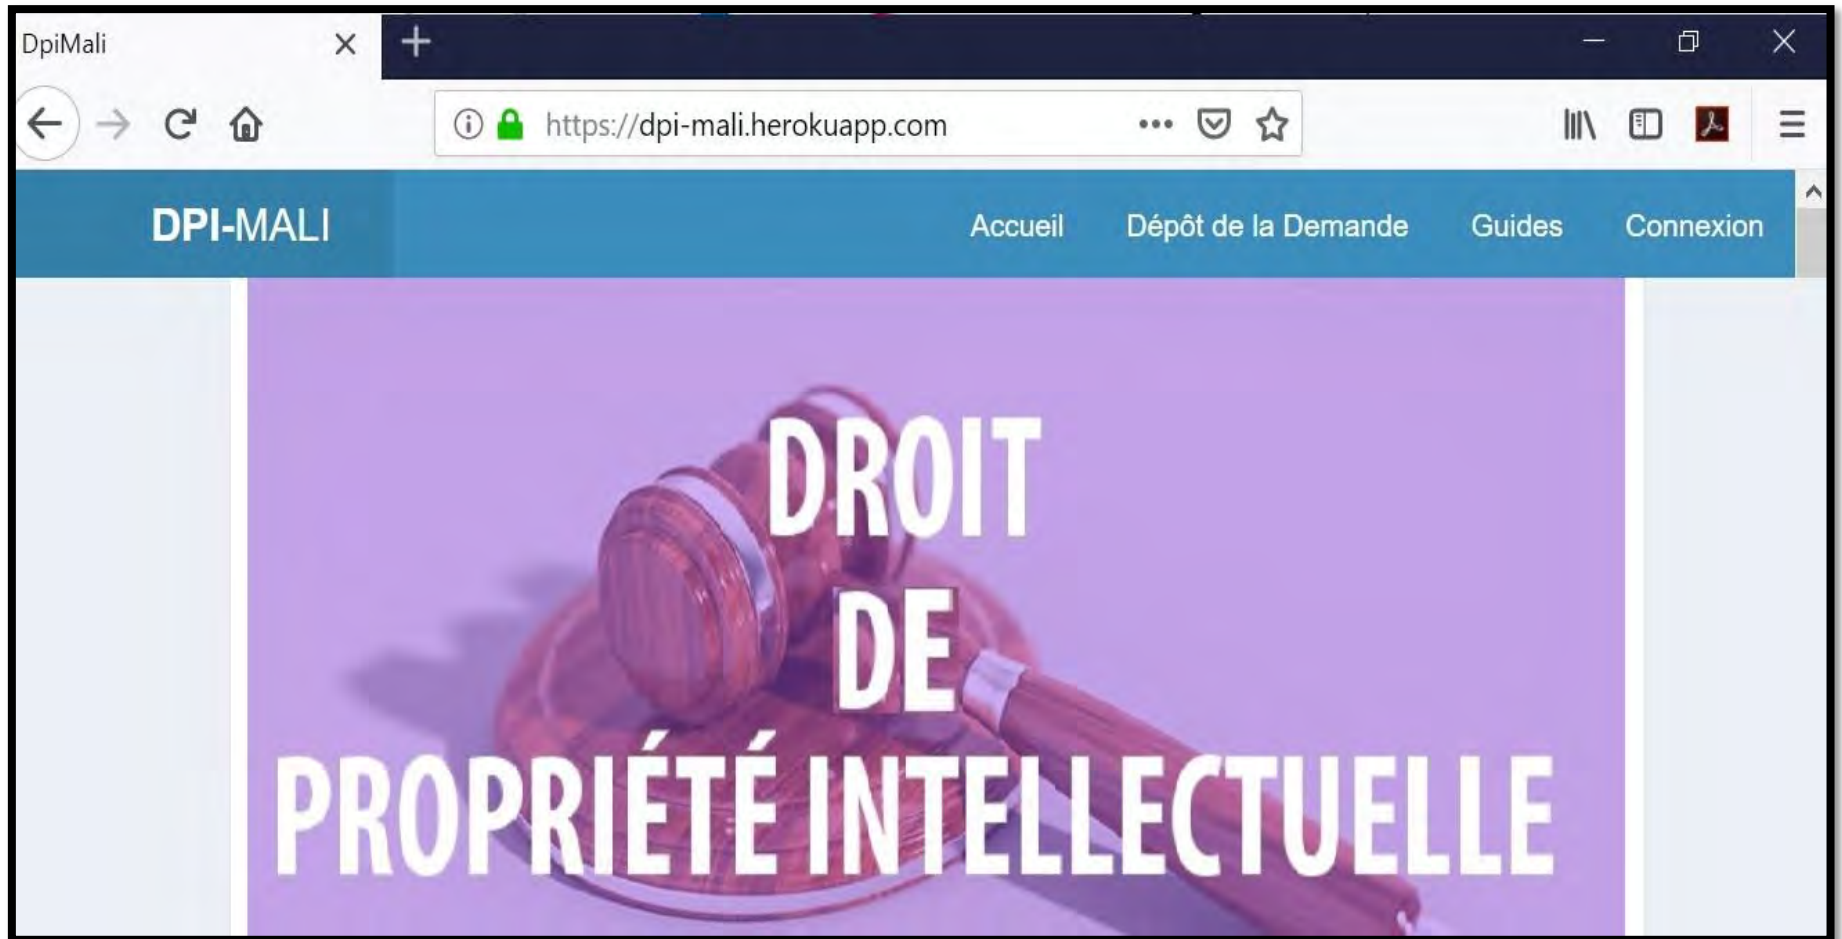 DpiMali
https://dpi-mali.herokuapp.com
DPI-MALI Accueil Dépôt de la Demande Guides Connexion
DROIT
DE
PROPRIÉTÉ INTELLECTUELLE